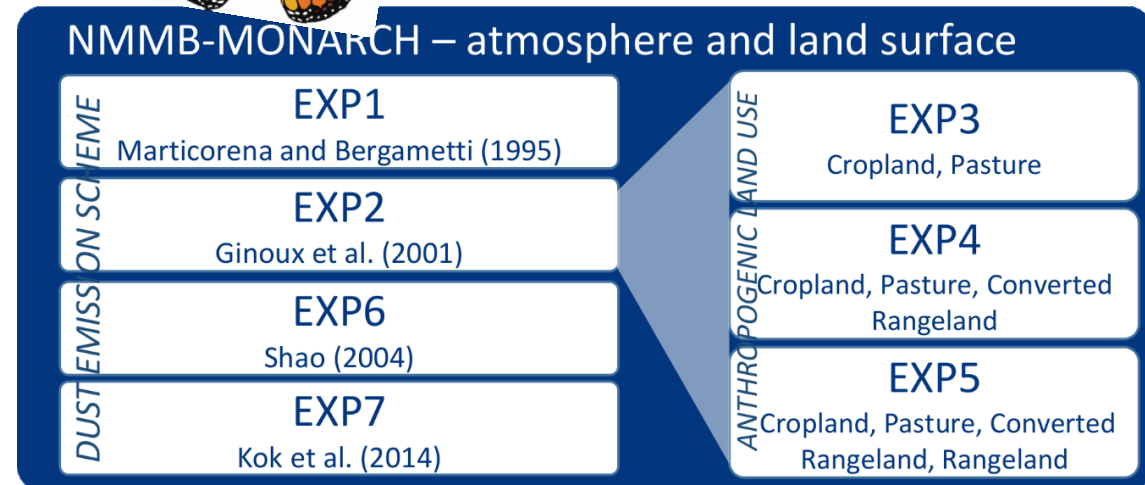 NMMB-MONARCH – atmosphere and land surface
DUST EMISSION SCHEME
EXP1
Marticorena and Bergametti (1995)
EXP2
Ginoux et al. (2001)
EXP6
Shao (2004)
EXP7
Kok et al. (2014)
ANTHROPOGENIC LAND USE
EXP3
Cropland, Pasture
EXP4
Cropland, Pasture, Converted
Rangeland
EXP5
Cropland, Pasture, Converted
Rangeland, Rangeland